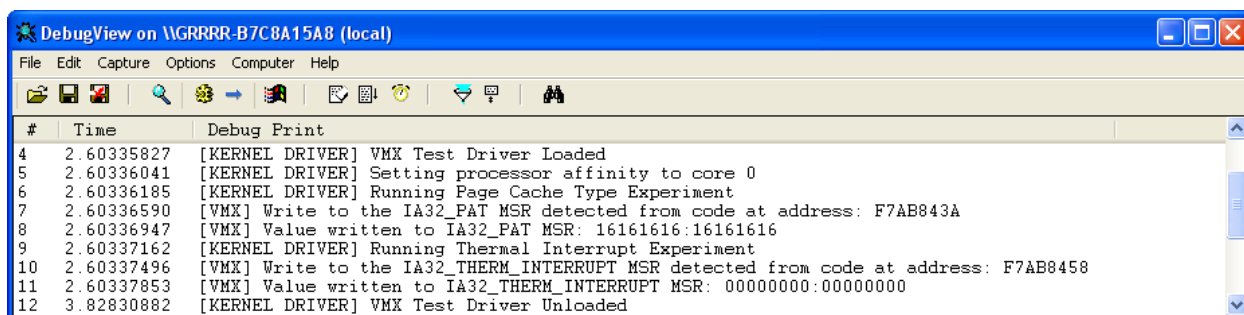 DebugView on \\GRRRR-B7C8A15A8 (local)
File Edit Capture Options Computer Help
# Time Debug Print
4 2.60335827 [KERNEL DRIVER] VMX Test Driver Loaded
5 2.60336041 [KERNEL DRIVER] Setting processor affinity to core 0
6 2.60336185 [KERNEL DRIVER] Running Page Cache Type Experiment
7 2.60336590 [VMX] Write to the IA32_PAT MSR detected from code at address: F7AB843A
8 2.60336947 [VMX] Value written to IA32_PAT MSR: 16161616:16161616
9 2.60337162 [KERNEL DRIVER] Running Thermal Interrupt Experiment
10 2.60337496 [VMX] Write to the IA32_THERM_INTERRUPT MSR detected from code at address: F7AB8458
11 2.60337853 [VMX] Value written to IA32_THERM_INTERRUPT MSR: 00000000:00000000
12 3.82830882 [KERNEL DRIVER] VMX Test Driver Unloaded